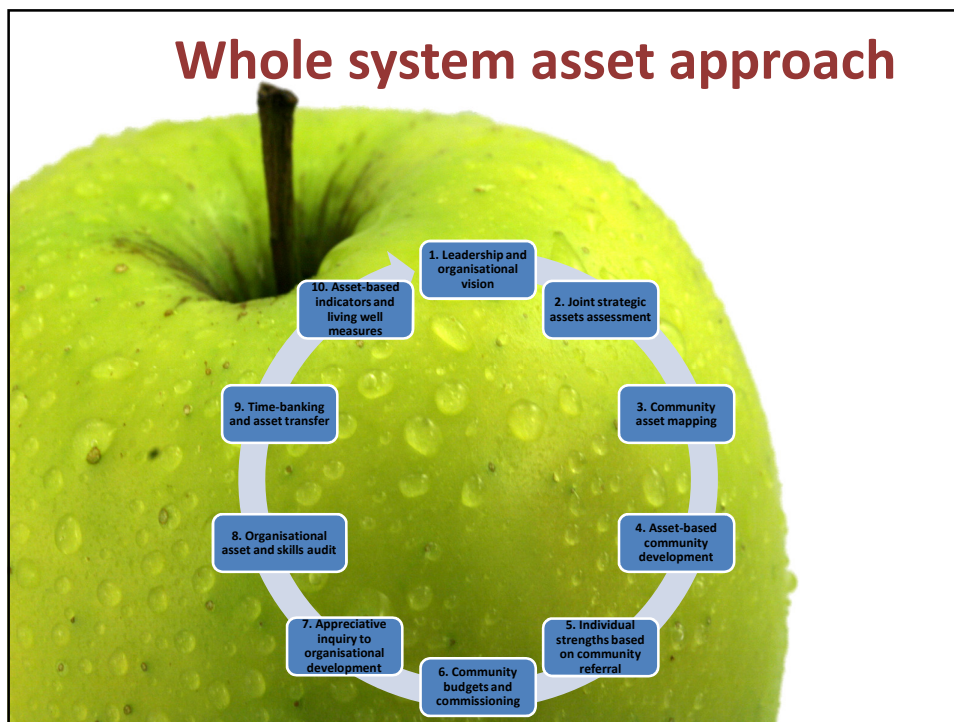 Whole system asset approach
1. Leadership and
organisational
vision
2. Joint strategic
assets assessment
3. Community
asset mapping
4. Asset-based
community
development
5. Individual
strengths based
on community
referral
6. Community
budgets and
commissioning
7. Appreciative
inquiry to
organisational
development
8. Organisational
asset and skills audit
9. Time-banking
and asset transfer
10. Asset-based
indicators and
living well
measures